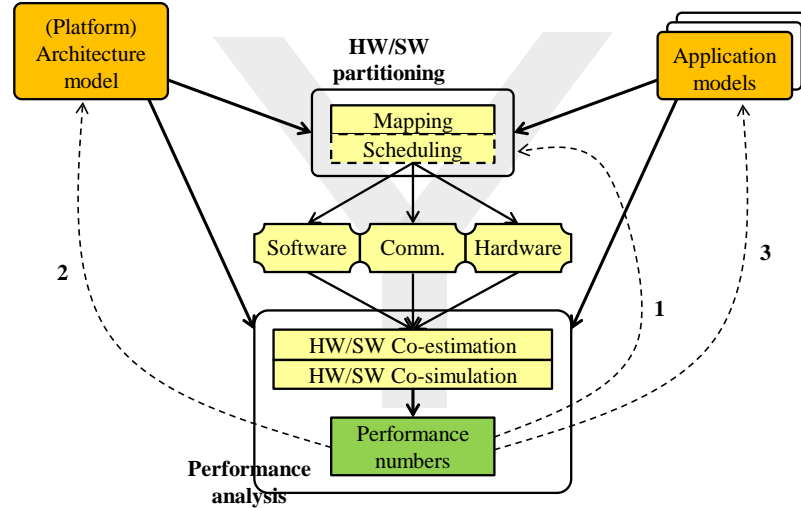 (Platform)
Architecture
model
HW/SW
partitioning
Application
models
Mapping
Scheduling
Software
Comm.
Hardware
2
3
1
HW/SW Co-estimation
HW/SW Co-simulation
Performance
numbers
Performance
analysis